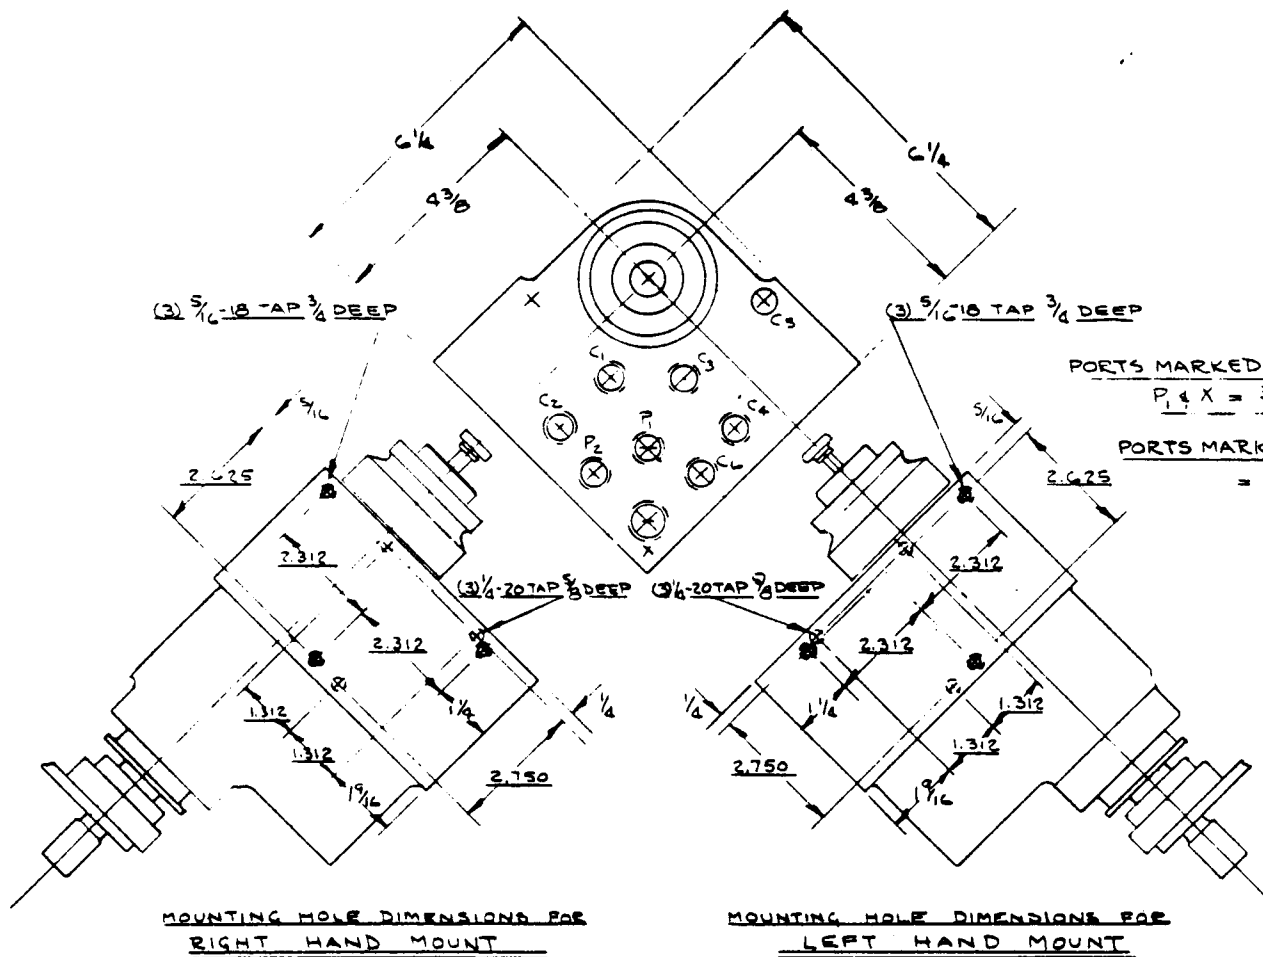 6 1/4
6 1/4
4 3/8
4 3/8
(3) 5/16-18 TAP 3/4 DEEP
C5
(3) 5/16-18 TAP 3/4 DEEP
C1
C3
PORTS MARKED
P1 & X =
C2
P1
C4
P2
C6
PORTS MARK
=
X
5/16
2.625
5/16
2.625
2.312
2.312
(3) 1/4-20 TAP 5/8 DEEP
(3) 1/4-20 TAP 5/8 DEEP
2.312
2.312
1.312
1 1/4
1/4
1/4
1 1/4
1.312
1.312
2.750
2.750
1.312
1 9/16
1 9/16
MOUNTING HOLE DIMENSIONS FOR
RIGHT HAND MOUNT
MOUNTING HOLE DIMENSIONS FOR
LEFT HAND MOUNT